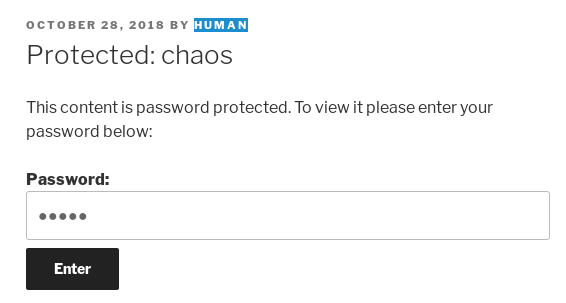 OCTOBER 28, 2018 BY HUMAN
Protected: chaos
This content is password protected. To view it please enter your
password below:
Password:
●●●●●
Enter